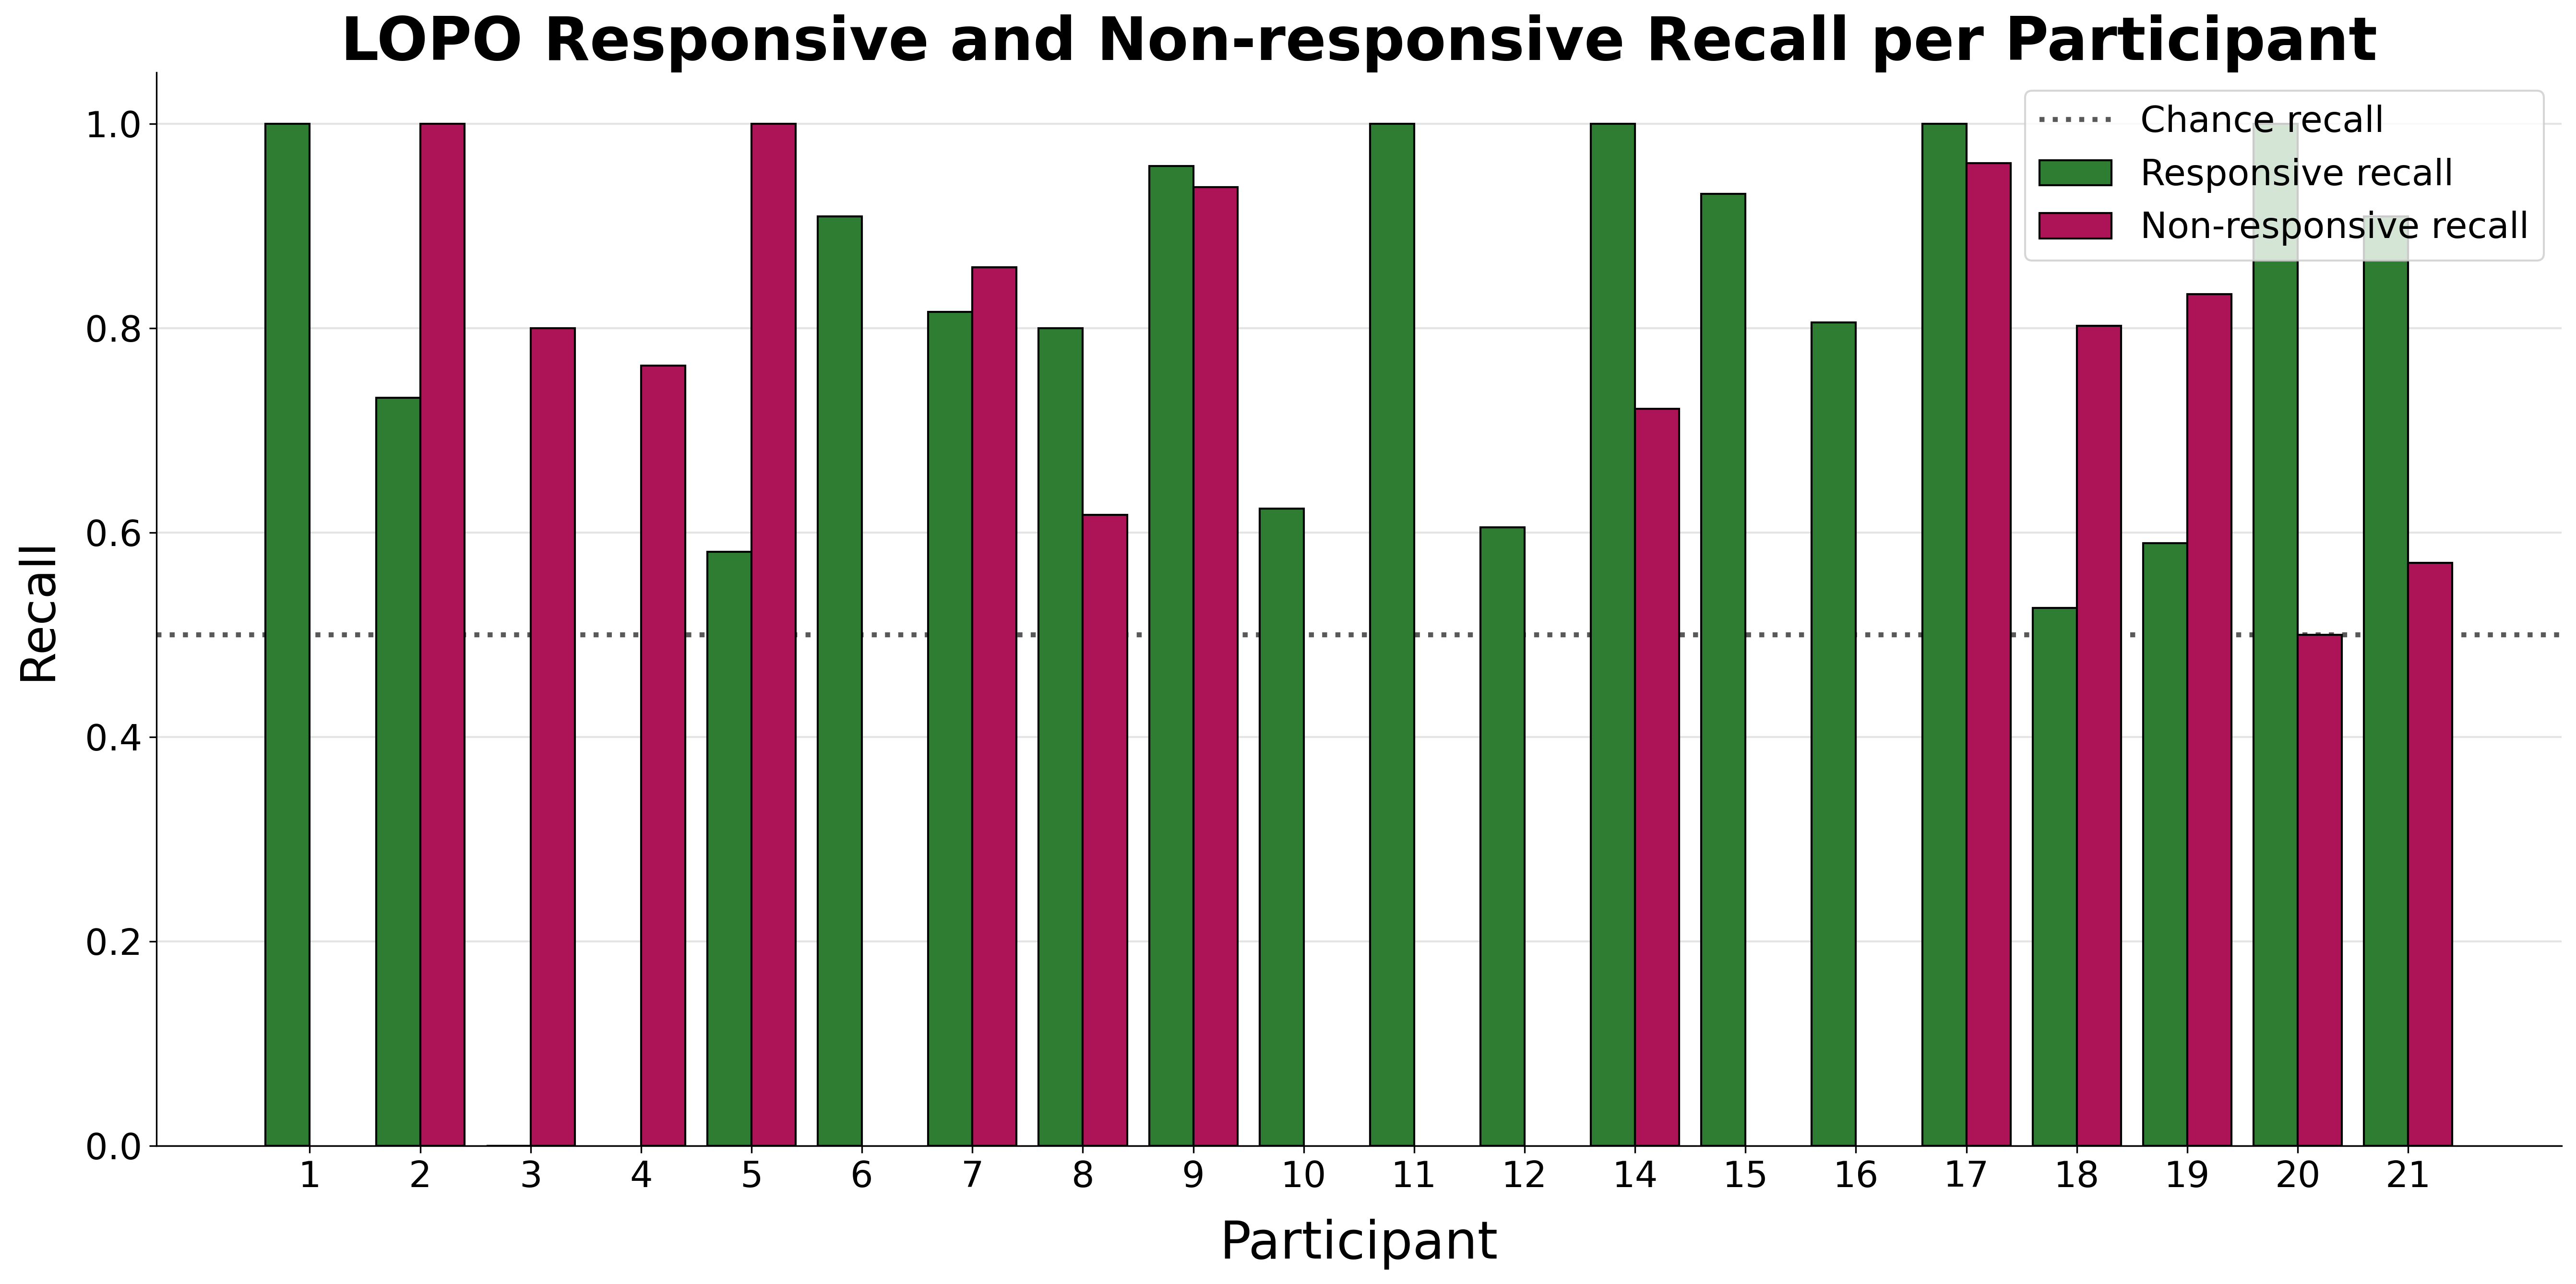 LOPO Responsive and Non-responsive Recall per Participant
Chance recall
Responsive recall
Non-responsive recall
1.0
0.8
0.6
0.4
0.2
0.0
Recall
1 2 3 4 5 6 7 8 9 10 11 12 14 15 16 17 18 19 20 21
Participant